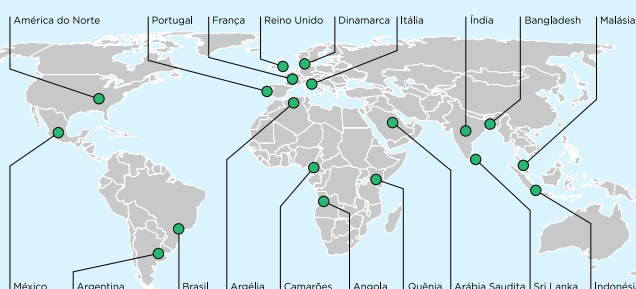 América do Norte
Portugal
França
Reino Unido
Dinamarca
Itália
Índia
Bangladesh
Malásia
México
Argentina
Brasil
Argélia
Camarões
Angola
Quênia
Arábia Saudita
Sri Lanka
Indonési